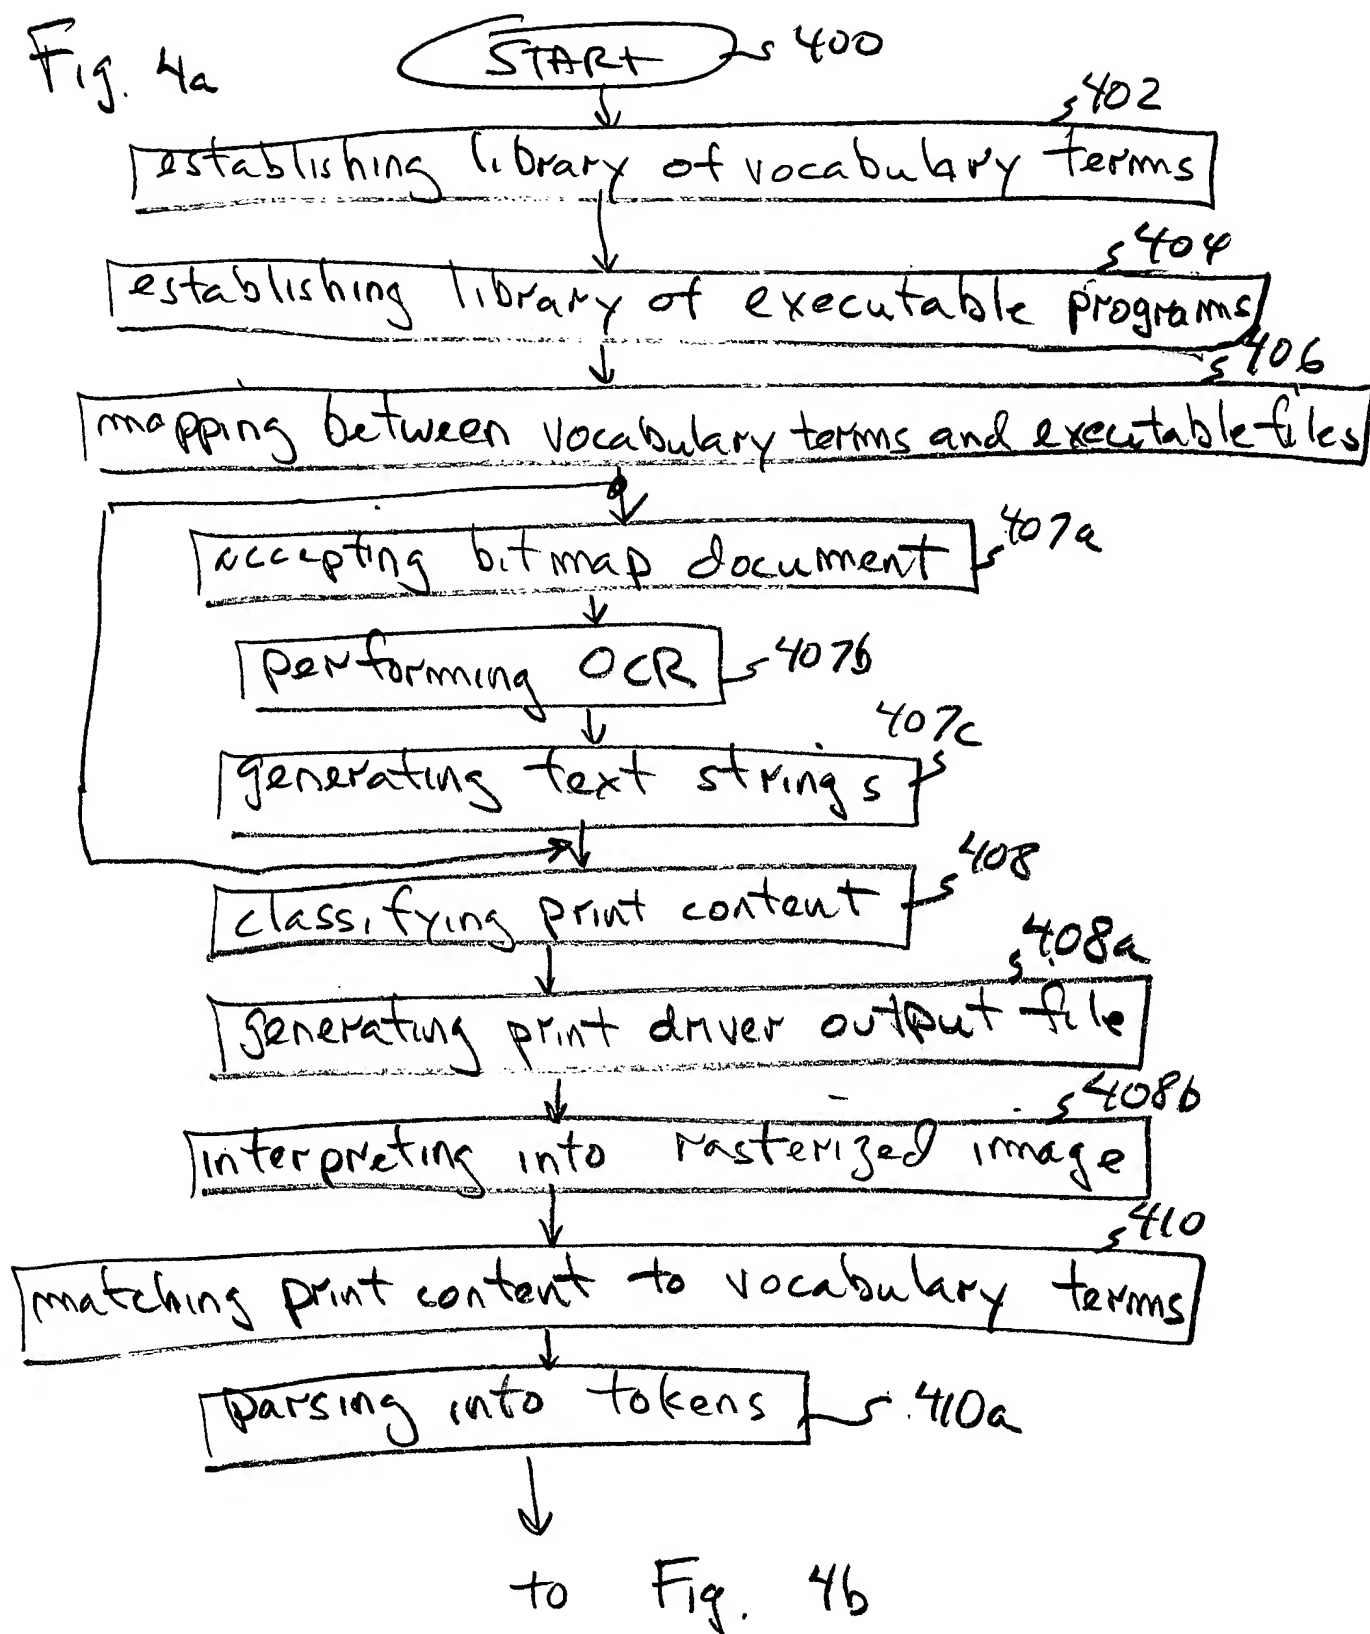 Fig. 4a
START 400
402
establishing library of vocabulary terms
404
establishing library of executable programs
406
mapping between vocabulary terms and executable files
accepting bitmap document 407a
performing OCR 407b
407c
generating text strings
408
classifying print content
408a
generating print driver output file
408b
interpreting into rasterized image
410
matching print content to vocabulary terms
parsing into tokens 410a
to Fig. 4b